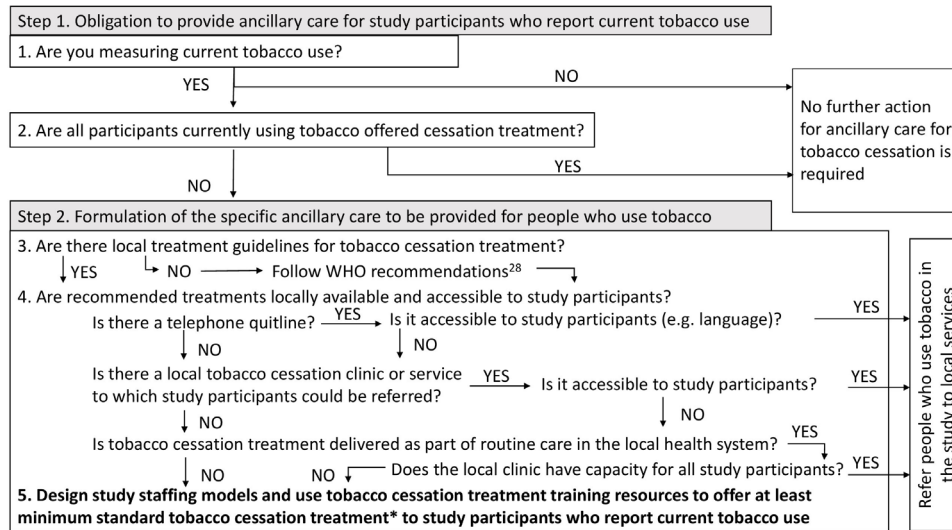 Step 1. Obligation to provide ancillary care for study participants who report current tobacco use
1. Are you measuring current tobacco use?
NO
YES
No further action
for ancillary care for
tobacco cessation is
required
2. Are all participants currently using tobacco offered cessation treatment?
YES
NO
Step 2. Formulation of the specific ancillary care to be provided for people who use tobacco
3. Are there local treatment guidelines for tobacco cessation treatment?
YES NO Follow WHO recommendations28
4. Are recommended treatments locally available and accessible to study participants?
Is there a telephone quitline? YES Is it accessible to study participants (e.g. language)? YES
NO NO
Is there a local tobacco cessation clinic or service
to which study participants could be referred? YES Is it accessible to study participants? YES
NO NO
Is tobacco cessation treatment delivered as part of routine care in the local health system? YES
NO NO Does the local clinic have capacity for all study participants? YES
5. Design study staffing models and use tobacco cessation treatment training resources to offer at least
minimum standard tobacco cessation treatment* to study participants who report current tobacco use
Refer people who use tobacco in
the study to local services